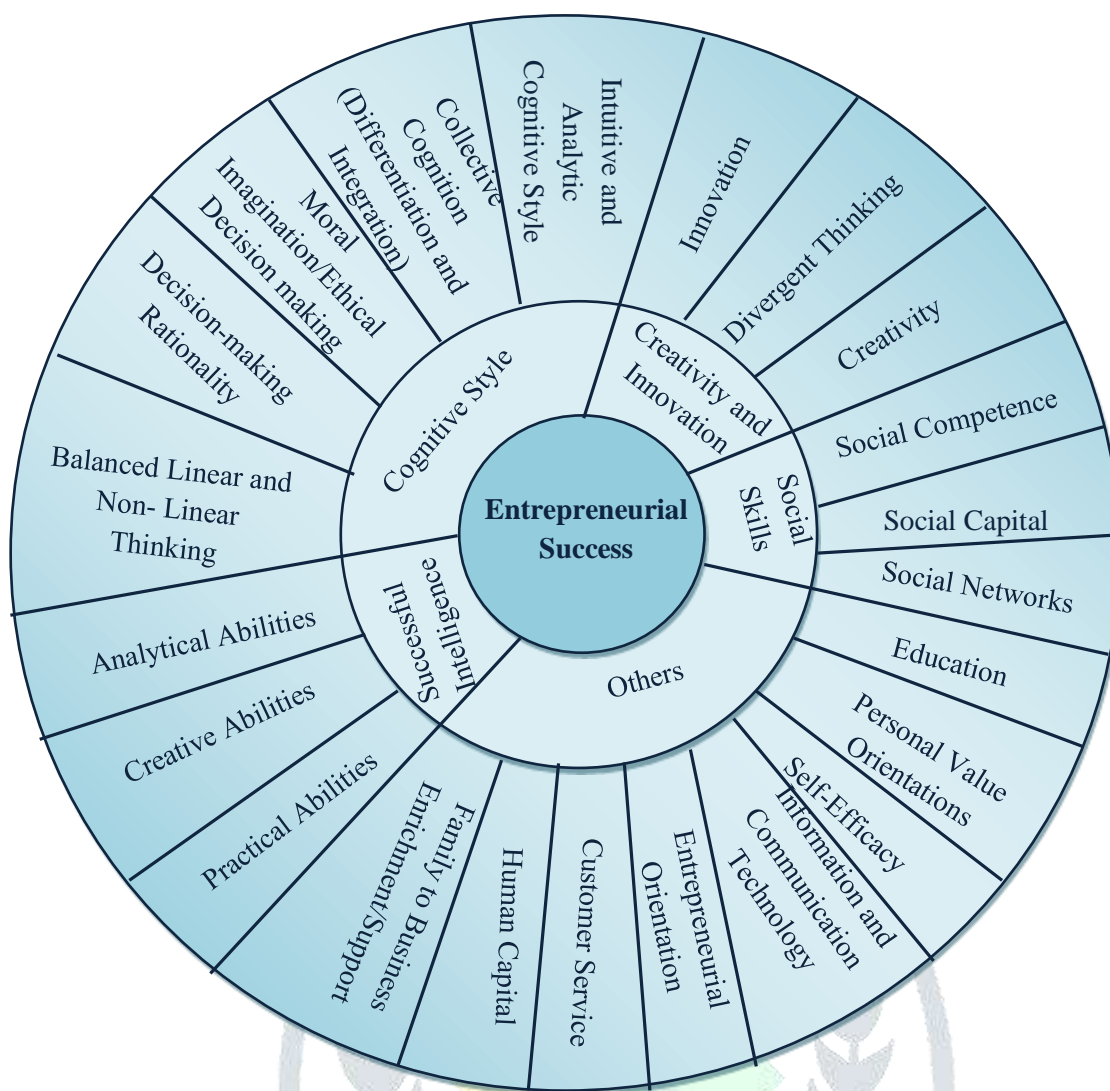 Entrepreneurial
Success
Cognitive Style
Creativity and
Innovation
Social
Skills
Others
Successful
Intelligence
Intuitive and
Analytic
Cognitive Style
Innovation
Divergent Thinking
Creativity
Social Competence
Social Capital
Social Networks
Education
Personal Value
Orientations
Self-Efficacy
Information and
Communication
Technology
Entrepreneurial
Orientation
Customer Service
Human Capital
Family to Business
Enrichment/Support
Practical Abilities
Creative Abilities
Analytical Abilities
Balanced Linear and
Non- Linear
Thinking
Decision-making
Rationality
Moral
Imagination/Ethical
Decision making
Collective
Cognition
(Differentiation and
Integration)